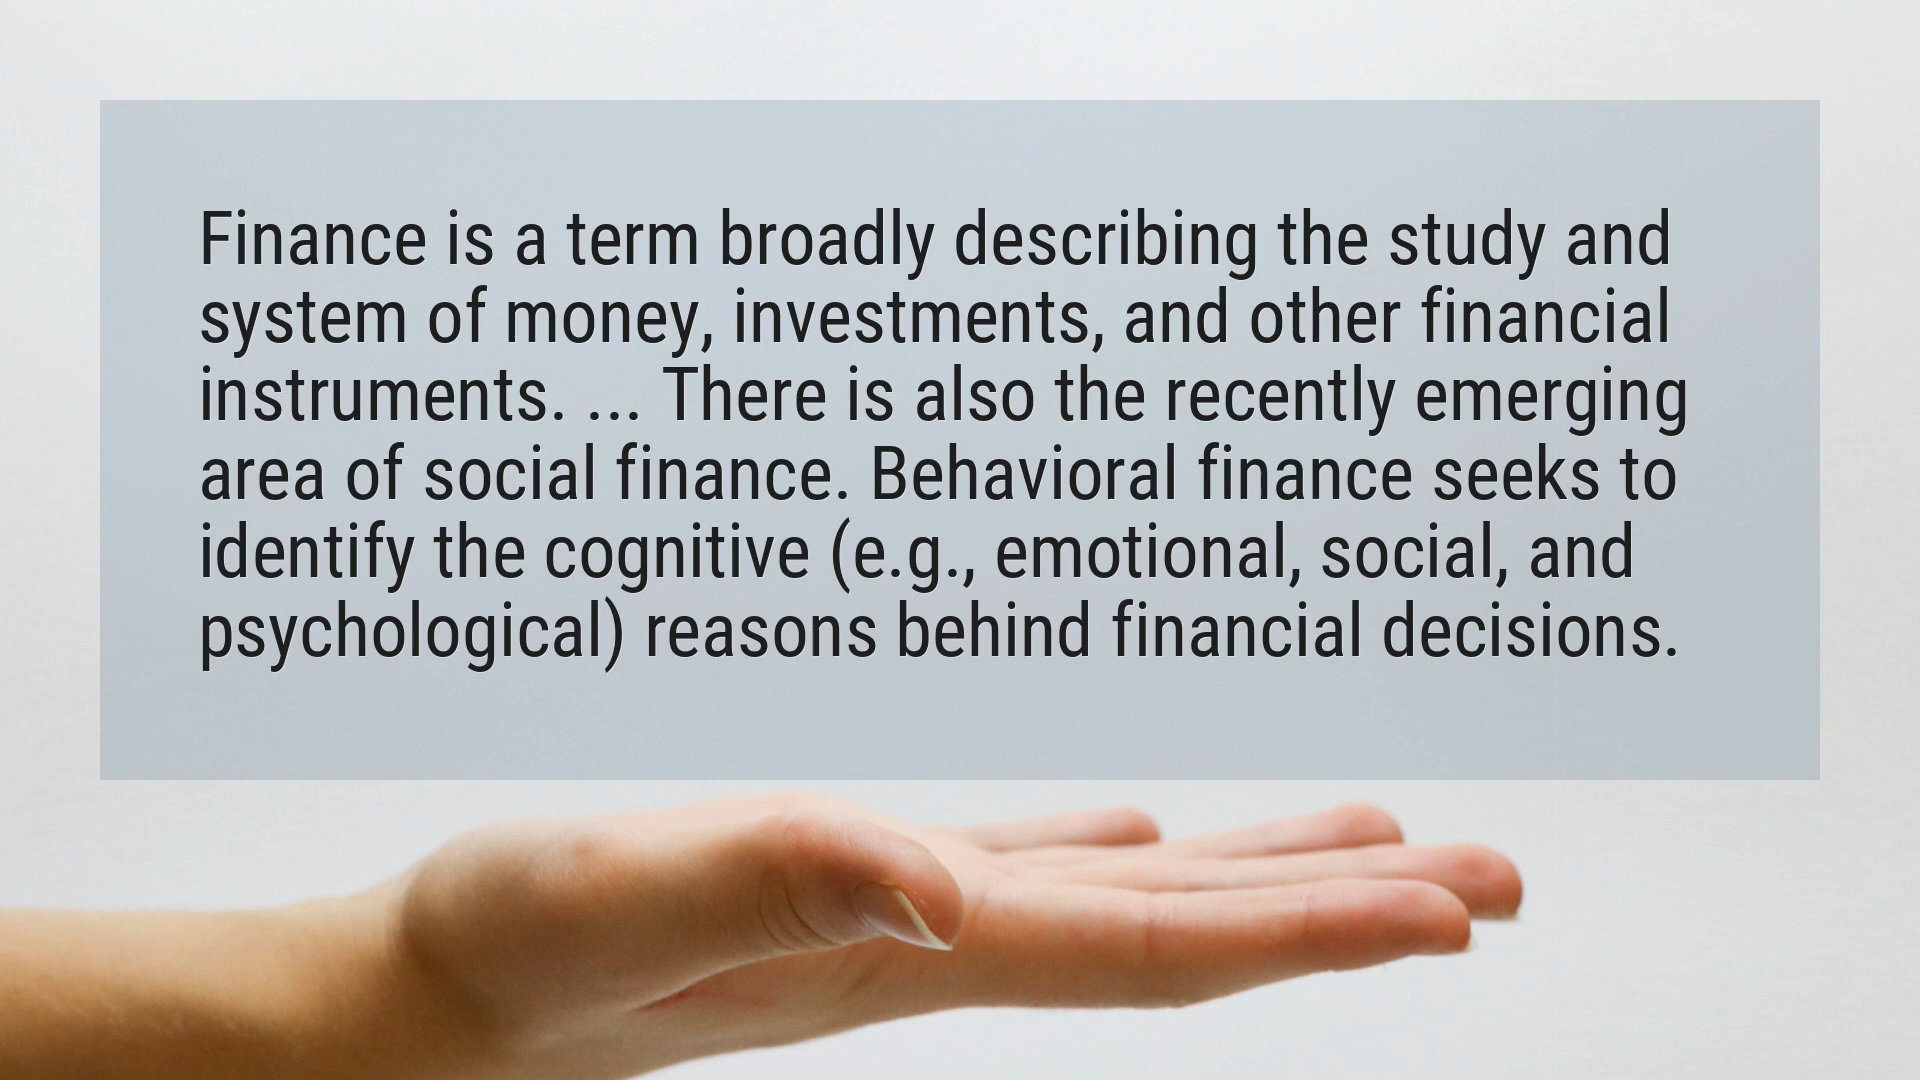 Finance is a term broadly describing the study and
system of money, investments, and other financial
instruments. ... There is also the recently emerging
area of social finance. Behavioral finance seeks to
identify the cognitive (e.g., emotional, social, and
psychological) reasons behind financial decisions.